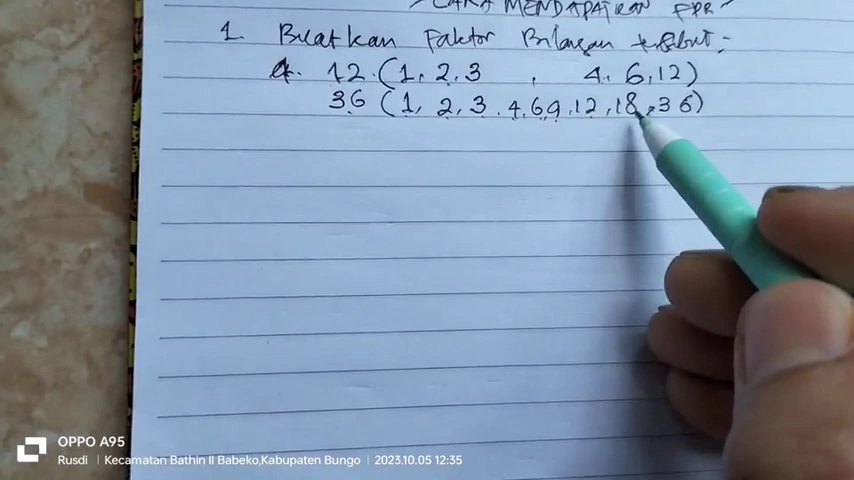 CARA MENDAPATKAN FPB
1. Buatkan Faktor Bilangan tersebut:
a. 12 (1, 2, 3 , 4, 6, 12)
36 (1, 2, 3, 4, 6, 9, 12, 18, 36)
OPPO A95
Rusdi | Kecamatan Bathin II Babeko,Kabupaten Bungo | 2023.10.05 12:35